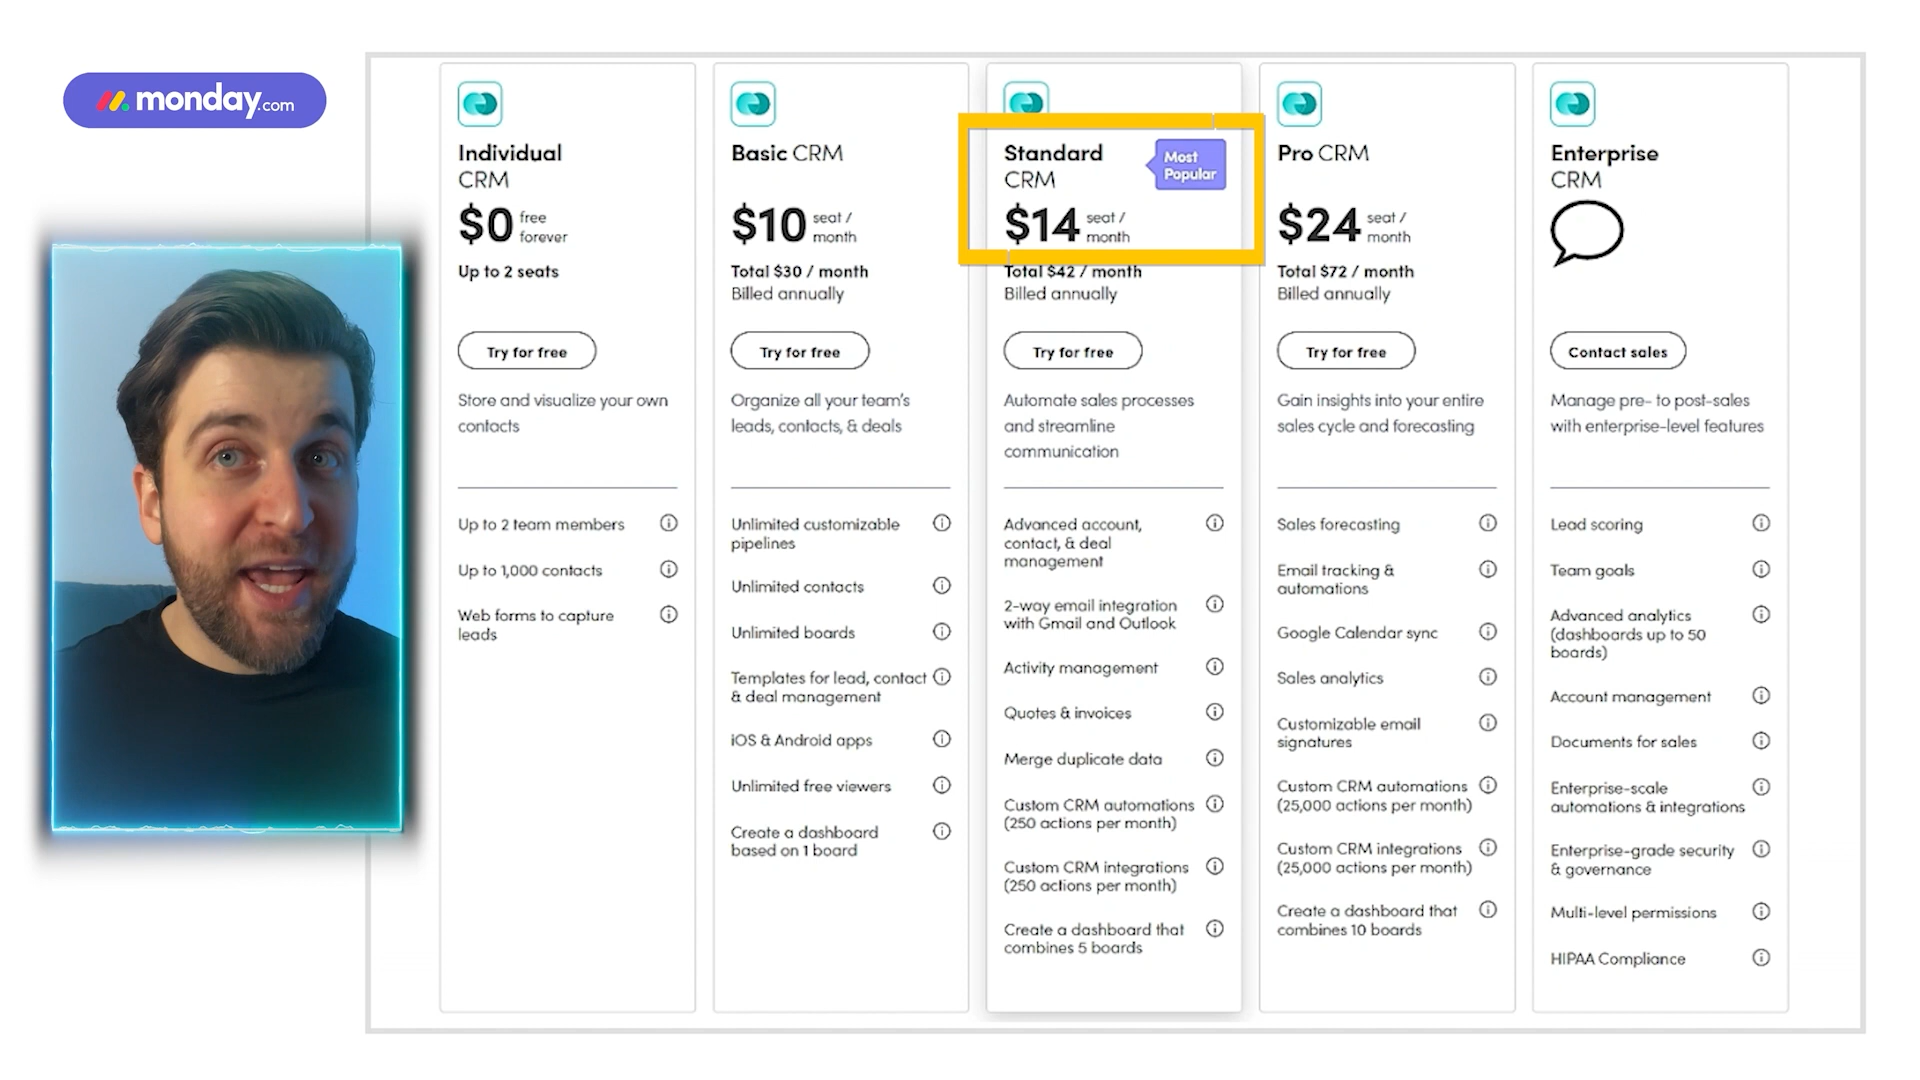 monday.com
Individual
CRM
$0 free
forever
Up to 2 seats
Try for free
Store and visualize your own
contacts
Up to 2 team members
Up to 1,000 contacts
Web forms to capture
leads
Basic CRM
$10 seat /
month
Total $30 / month
Billed annually
Try for free
Organize all your team's
leads, contacts, & deals
Unlimited customizable
pipelines
Unlimited contacts
Unlimited boards
Templates for lead, contact
& deal management
iOS & Android apps
Unlimited free viewers
Create a dashboard
based on 1 board
Standard
CRM
Most
Popular
$14 seat /
month
Total $42 / month
Billed annually
Try for free
Automate sales processes
and streamline
communication
Advanced account,
contact, & deal
management
2-way email integration
with Gmail and Outlook
Activity management
Quotes & invoices
Merge duplicate data
Custom CRM automations
(250 actions per month)
Custom CRM integrations
(250 actions per month)
Create a dashboard that
combines 5 boards
Pro CRM
$24 seat /
month
Total $72 / month
Billed annually
Try for free
Gain insights into your entire
sales cycle and forecasting
Sales forecasting
Email tracking &
automations
Google Calendar sync
Sales analytics
Customizable email
signatures
Custom CRM automations
(25,000 actions per month)
Custom CRM integrations
(25,000 actions per month)
Create a dashboard that
combines 10 boards
Enterprise
CRM
Contact sales
Manage pre- to post-sales
with enterprise-level features
Lead scoring
Team goals
Advanced analytics
(dashboards up to 50
boards)
Account management
Documents for sales
Enterprise-scale
automations & integrations
Enterprise-grade security
& governance
Multi-level permissions
HIPAA Compliance